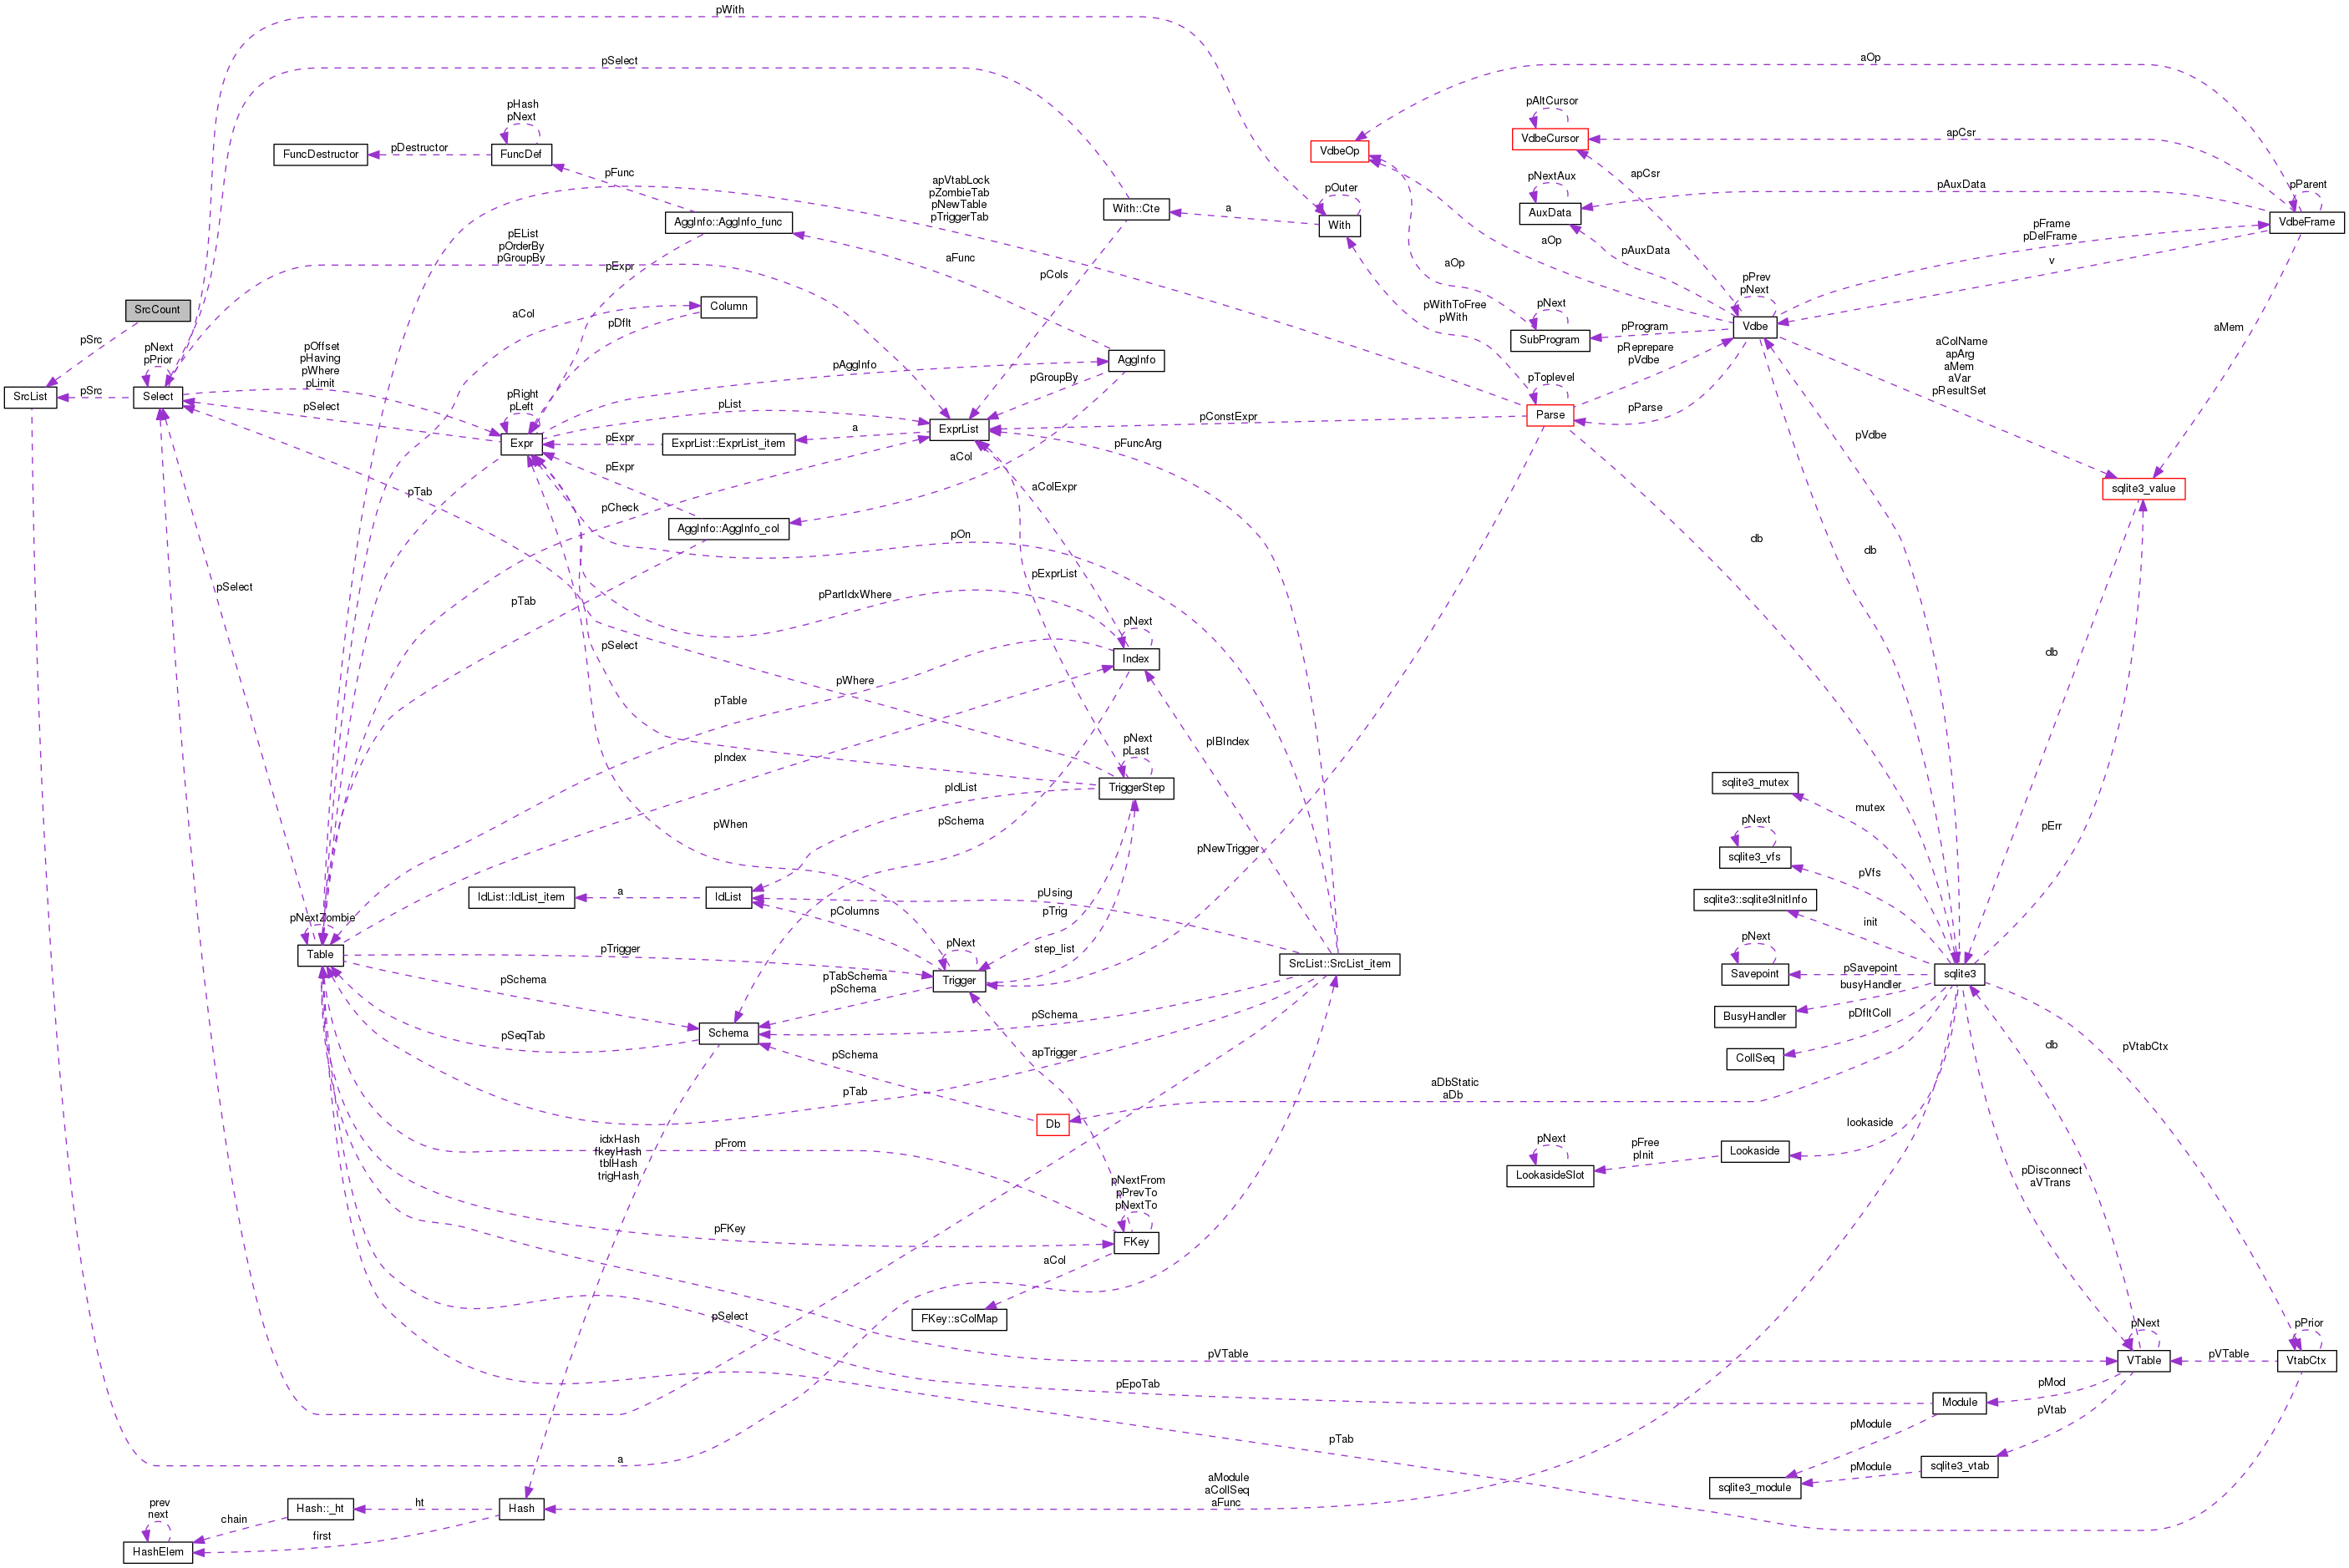 pWith
pSelect
aOp
pAltCursor
pHash
pNext
VdbeCursor
apCsr
FuncDestructor
pDestructor
FuncDef
VdbeOp
pFunc
apVtabLock
pZombieTab
pNewTable
pTriggerTab
apCsr
pNextAux
pAuxData
pParent
pOuter
With::Cte
a
AuxData
AggInfo::AggInfo_func
With
VdbeFrame
pEList
pOrderBy
pGroupBy
pFrame
pDelFrame
aOp
pAuxData
v
pExpr
aFunc
pCols
aOp
pPrev
pNext
SrcCount
Column
aCol
pWithToFree
pWith
pNext
pDflt
pProgram
Vdbe
aMem
SubProgram
pSrc
pOffset
pHaving
pWhere
pLimit
pNext
pPrior
pReprepare
pVdbe
aColName
apArg
aMem
aVar
pResultSet
AggInfo
pAggInfo
pGroupBy
pToplevel
SrcList
pSrc
Select
pRight
pLeft
pSelect
pList
pConstExpr
Parse
pParse
ExprList
a
Expr
pExpr
ExprList::ExprList_item
pFuncArg
pVdbe
aCol
pExpr
pTab
aColExpr
sqlite3_value
pCheck
AggInfo::AggInfo_col
pOn
db
db
pExprList
pSelect
pTab
pPartIdxWhere
pNext
pSelect
db
Index
pWhere
pTable
pIBIndex
pNext
pLast
pIndex
sqlite3_mutex
TriggerStep
pIdList
mutex
pSchema
pNext
pWhen
pErr
pNewTrigger
sqlite3_vfs
pVfs
IdList::IdList_item
a
IdList
pUsing
sqlite3::sqlite3InitInfo
pNextZombie
pColumns
pTrig
init
pNext
pNext
Table
pTrigger
step_list
SrcList::SrcList_item
pTabSchema
pSchema
Trigger
Savepoint
pSavepoint
sqlite3
pSchema
busyHandler
pSchema
BusyHandler
pDfltColl
Schema
pSeqTab
apTrigger
db
pVtabCtx
pSchema
CollSeq
aDbStatic
aDb
pTab
Db
lookaside
idxHash
fkeyHash
tblHash
trigHash
pFrom
pNext
pFree
pInit
Lookaside
pNextFrom
pPrevTo
pNextTo
LookasideSlot
pDisconnect
aVTrans
pFKey
FKey
aCol
FKey::sColMap
pSelect
pNext
pPrior
pVTable
VTable
pVTable
VtabCtx
pEpoTab
pMod
Module
pVtab
pModule
pTab
a
pModule
sqlite3_vtab
aModule
aCollSeq
aFunc
sqlite3_module
prev
next
Hash::_ht
ht
Hash
chain
first
HashElem